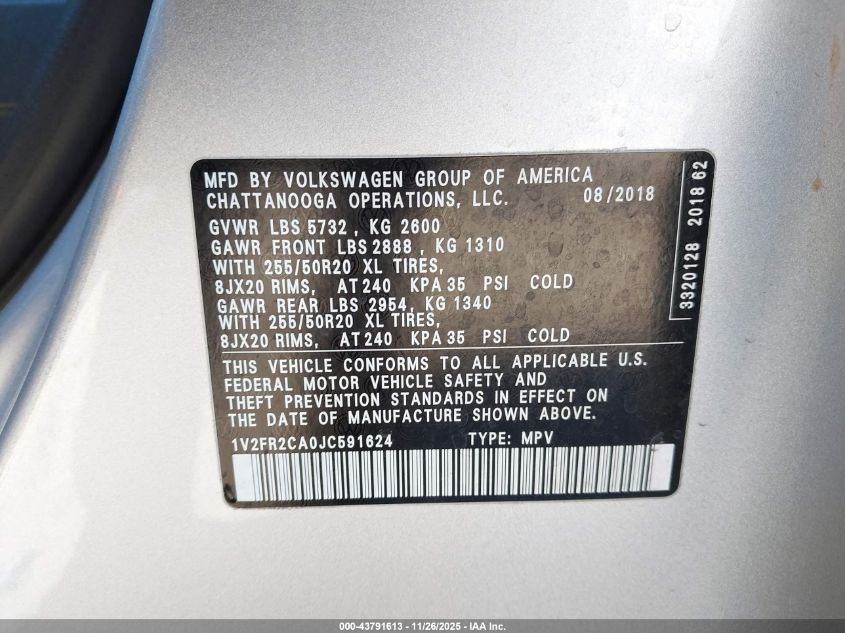 MFD BY VOLKSWAGEN GROUP OF AMERICA
CHATTANOOGA OPERATIONS, LLC. 08/2018
GVWR LBS 5732 , KG 2600
GAWR FRONT LBS 2888 , KG 1310
WITH 255/50R20 XL TIRES,
8JX20 RIMS, AT 240 KPA 35 PSI COLD
GAWR REAR LBS 2954, KG 1340
WITH 255/50R20 XL TIRES,
8JX20 RIMS, AT 240 KPA 35 PSI COLD
THIS VEHICLE CONFORMS TO ALL APPLICABLE U.S.
FEDERAL MOTOR VEHICLE SAFETY AND
THEFT PREVENTION STANDARDS IN EFFECT ON
THE DATE OF MANUFACTURE SHOWN ABOVE.
1V2FR2CA0JC591624 TYPE: MPV
3320128 2018 62
000-43791613 - 11/26/2025 - IAA Inc.